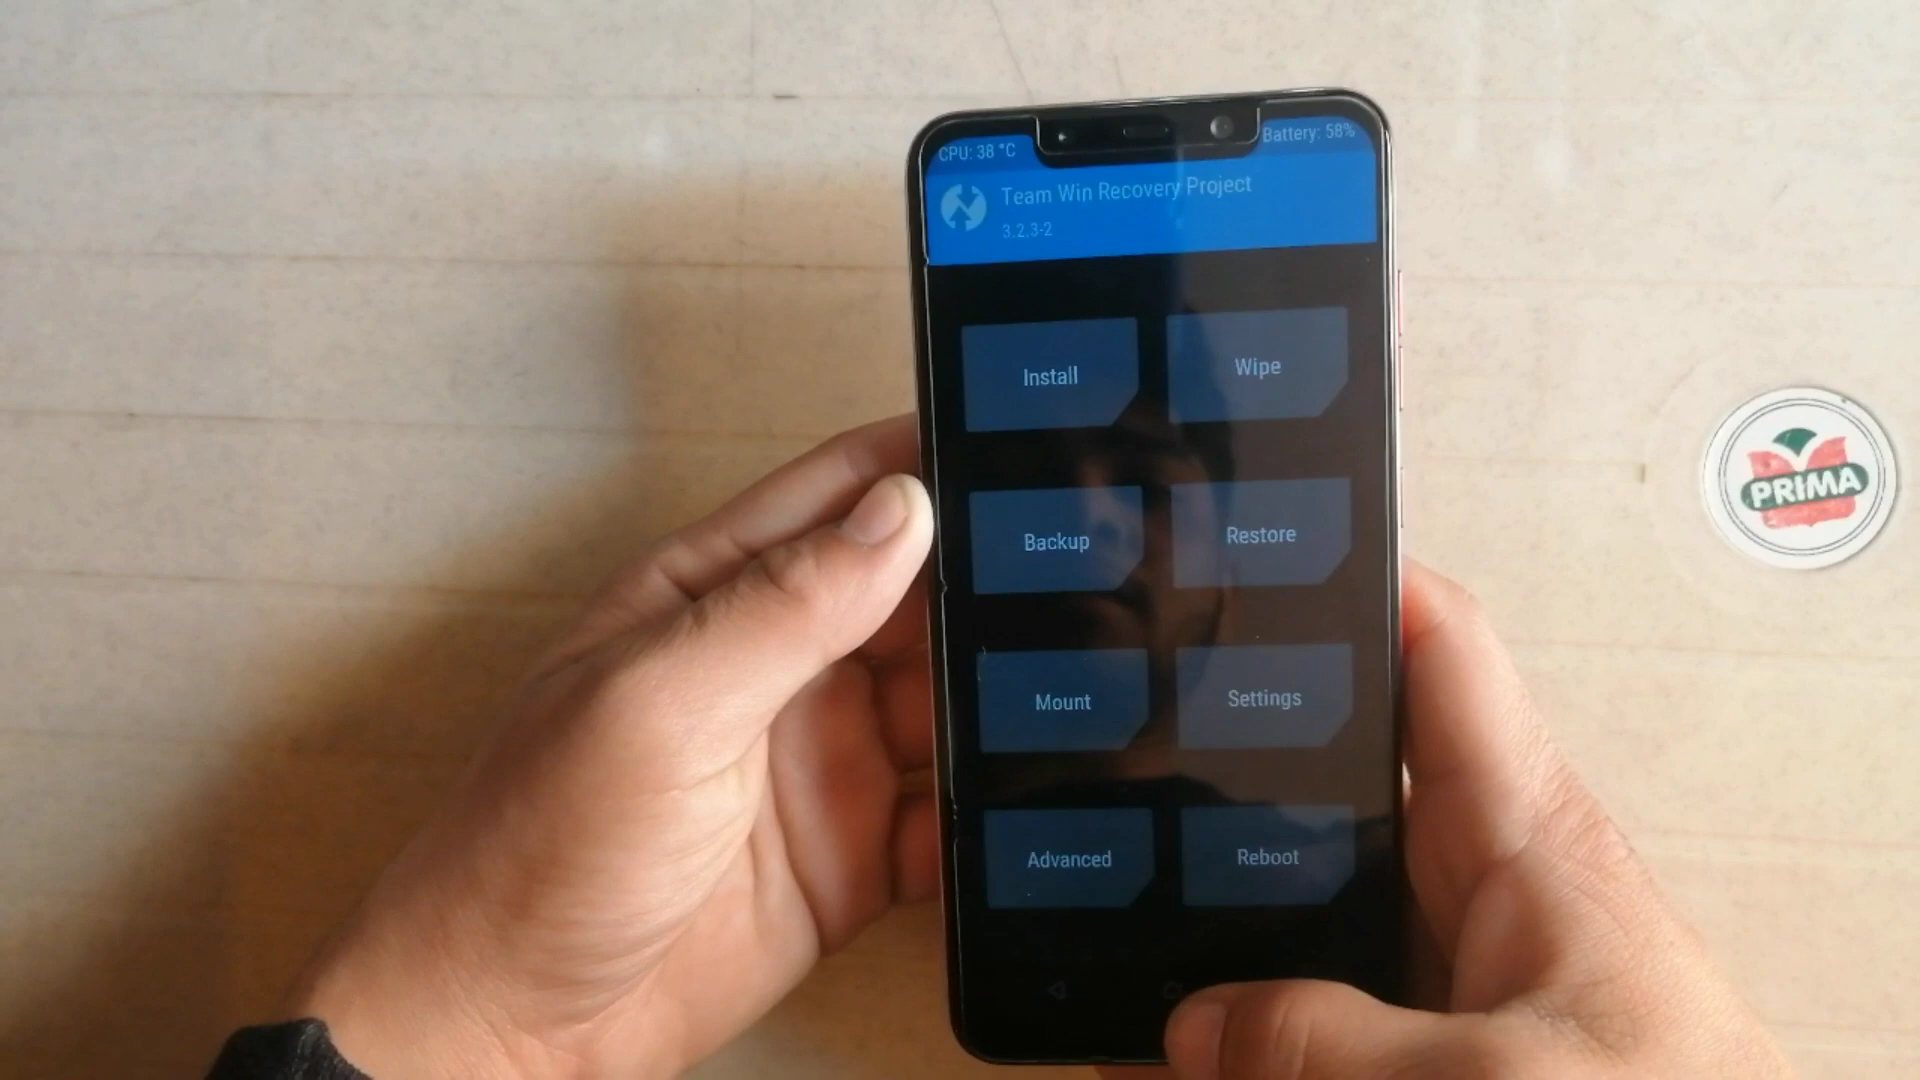 CPU: 38 °C
Battery: 58%
Team Win Recovery Project
3.2.3-2
Install
Wipe
Backup
Restore
Mount
Settings
Advanced
Reboot
PRIMA